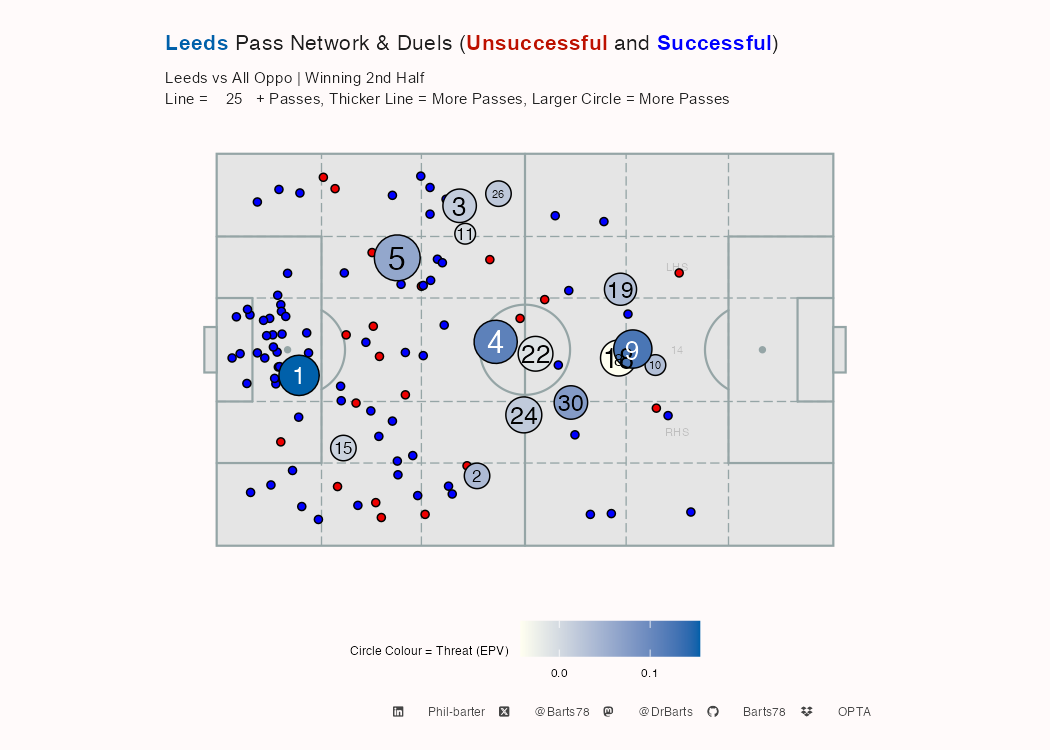 Leeds Pass Network & Duels (Unsuccessful and Successful)
Leeds vs All Oppo | Winning 2nd Half
Line = 25 + Passes, Thicker Line = More Passes, Larger Circle = More Passes
26
3
11
5
LHS
19
4
22
9
14
10
1
30
24
RHS
15
2
Circle Colour = Threat (EPV)
0.0 0.1
Phil-barter @Barts78 @DrBarts Barts78 OPTA